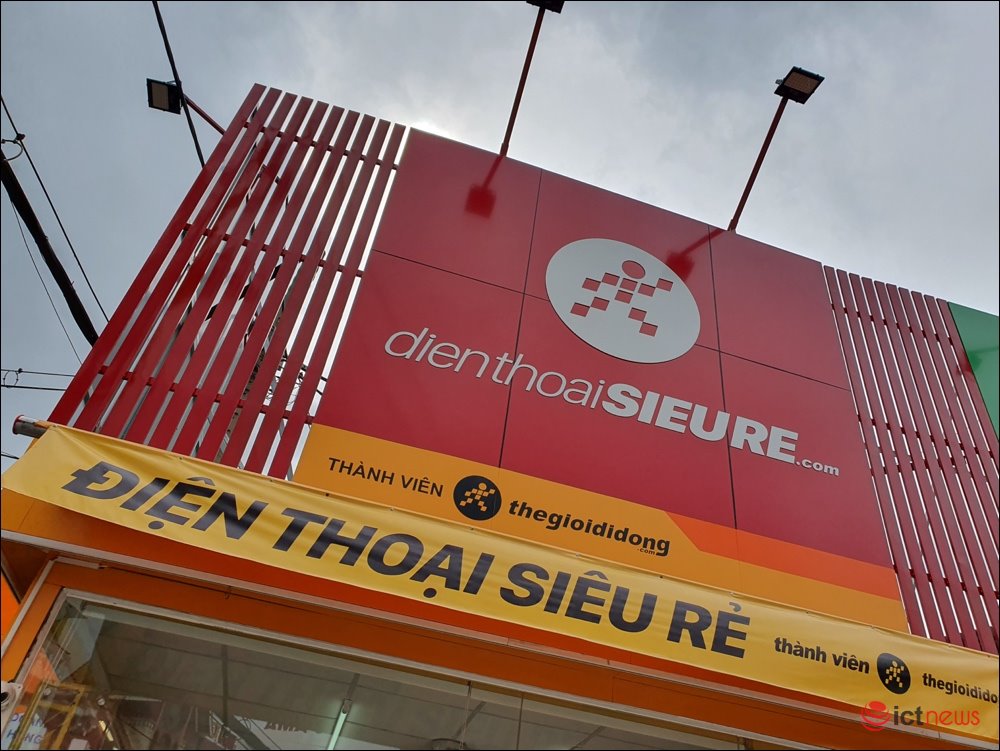 dienthoaiSIEURE.com
THÀNH VIÊN thegioididong.com
ĐIỆN THOẠI SIÊU RẺ thành viên thegioidido
ictnews